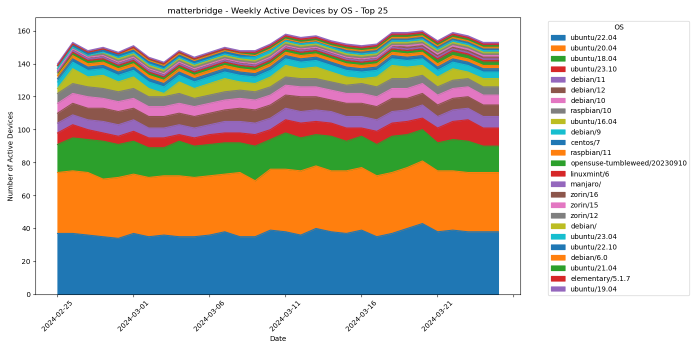 matterbridge - Weekly Active Devices by OS - Top 25
Number of Active Devices
160
140
120
100
80
60
40
20
0
2024-02-25
2024-03-01
2024-03-06
2024-03-11
2024-03-16
2024-03-21
Date
OS
ubuntu/22.04
ubuntu/20.04
ubuntu/18.04
ubuntu/23.10
debian/11
debian/12
debian/10
raspbian/10
ubuntu/16.04
debian/9
centos/7
raspbian/11
opensuse-tumbleweed/20230910
linuxmint/6
manjaro/
zorin/16
zorin/15
zorin/12
debian/
ubuntu/23.04
ubuntu/22.10
debian/6.0
ubuntu/21.04
elementary/5.1.7
ubuntu/19.04